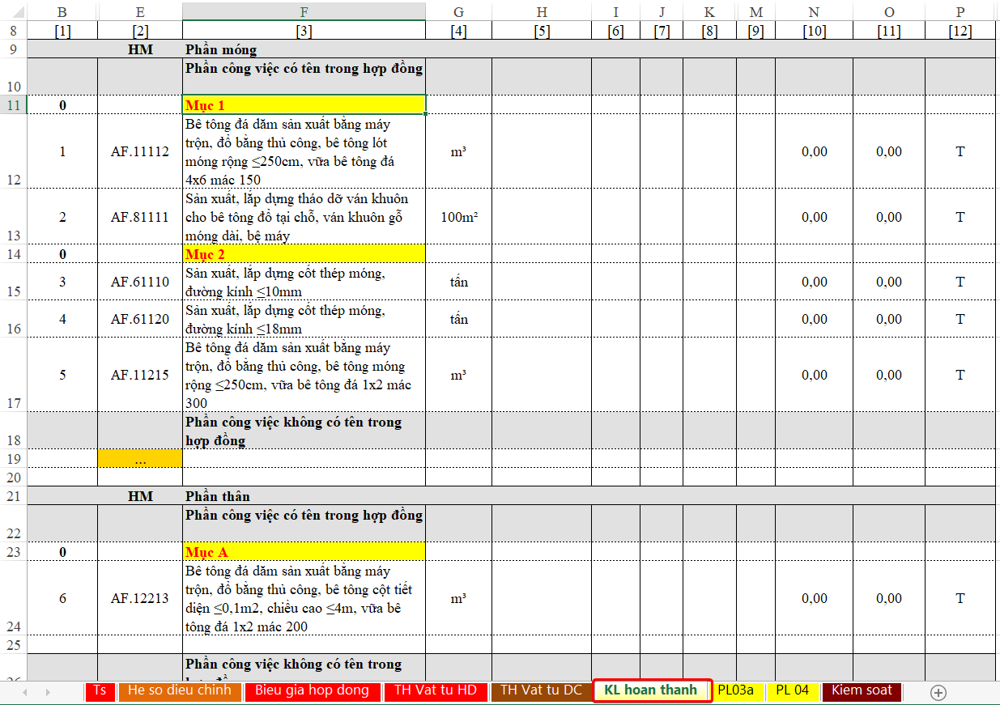 B E F G H I J K M N O P
8 [1] [2] [3] [4] [5] [6] [7] [8] [9] [10] [11] [12]
9 HM Phần móng
10 Phần công việc có tên trong hợp đồng
11 0 Mục 1
12 1 AF.11112 Bê tông đá dăm sản xuất bằng máy
trộn, đổ bằng thủ công, bê tông lót
móng rộng ≤250cm, vữa bê tông đá
4x6 mác 150 m³ 0,00 0,00 T
13 2 AF.81111 Sản xuất, lắp dựng tháo dỡ ván khuôn
cho bê tông đổ tại chỗ, ván khuôn gỗ
móng dài, bệ máy 100m² 0,00 0,00 T
14 0 Mục 2
15 3 AF.61110 Sản xuất, lắp dựng cốt thép móng,
đường kính ≤10mm tấn 0,00 0,00 T
16 4 AF.61120 Sản xuất, lắp dựng cốt thép móng,
đường kính ≤18mm tấn 0,00 0,00 T
17 5 AF.11215 Bê tông đá dăm sản xuất bằng máy
trộn, đổ bằng thủ công, bê tông móng
rộng ≤250cm, vữa bê tông đá 1x2 mác
300 m³ 0,00 0,00 T
18 Phần công việc không có tên trong
hợp đồng
19 ...
20
21 HM Phần thân
22 Phần công việc có tên trong hợp đồng
23 0 Mục A
24 6 AF.12213 Bê tông đá dăm sản xuất bằng máy
trộn, đổ bằng thủ công, bê tông cột tiết
diện ≤0,1m2, chiều cao ≤4m, vữa bê
tông đá 1x2 mác 200 m³ 0,00 0,00 T
25
Phần công việc không có tên trong
Ts He so dieu chinh Bieu gia hop dong TH Vat tu HD TH Vat tu DC KL hoan thanh PL03a PL 04 Kiem soat